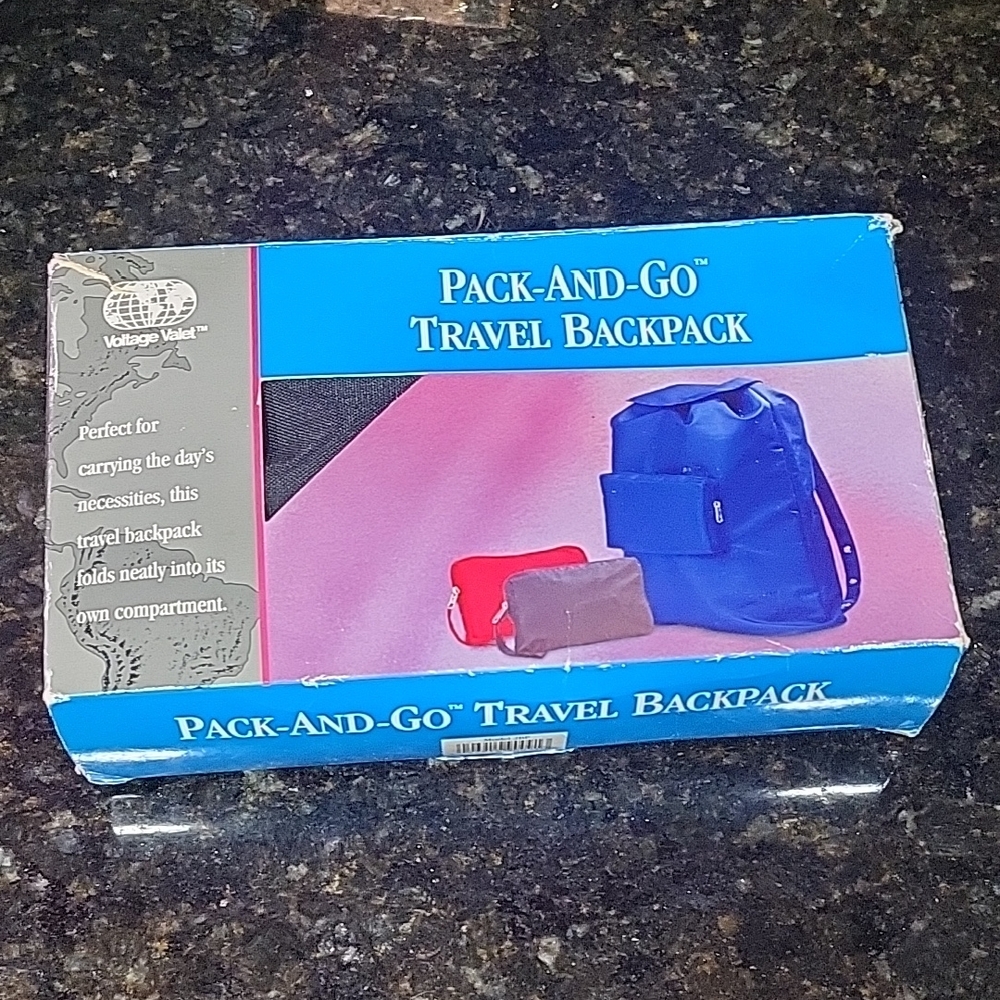 PACK-AND-GO™
TRAVEL BACKPACK
Voltage Valet™
Perfect for
carrying the day's
necessities, this
travel backpack
folds neatly into its
own compartment.
PACK-AND-GO™ TRAVEL BACKPACK